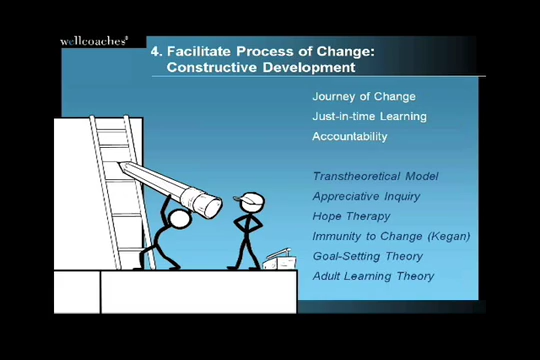 wellcoaches
4. Facilitate Process of Change:
Constructive Development
Journey of Change
Just-in-time Learning
Accountability
Transtheoretical Model
Appreciative Inquiry
Hope Therapy
Immunity to Change (Kegan)
Goal-Setting Theory
Adult Learning Theory